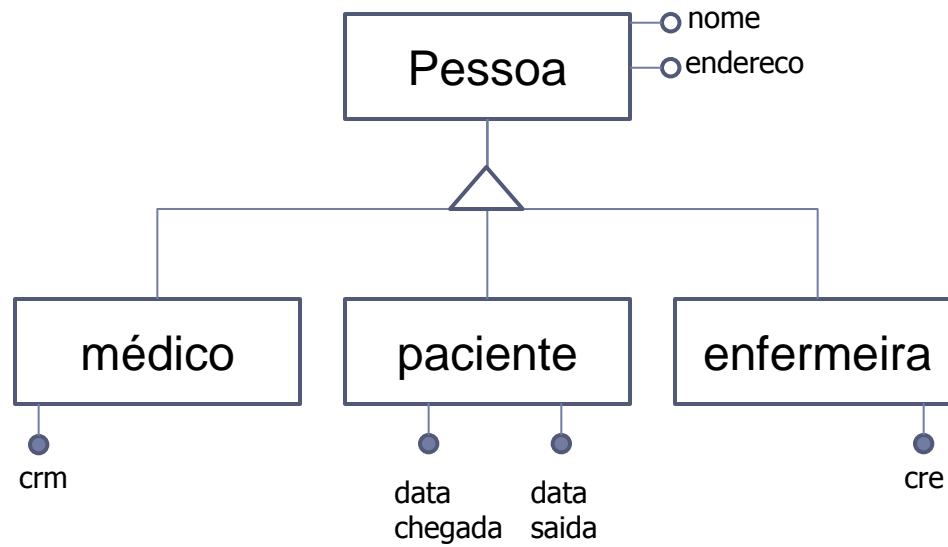 nome
Pessoa
endereco
médico
paciente
enfermeira
crm
data
chegada
data
saida
cre